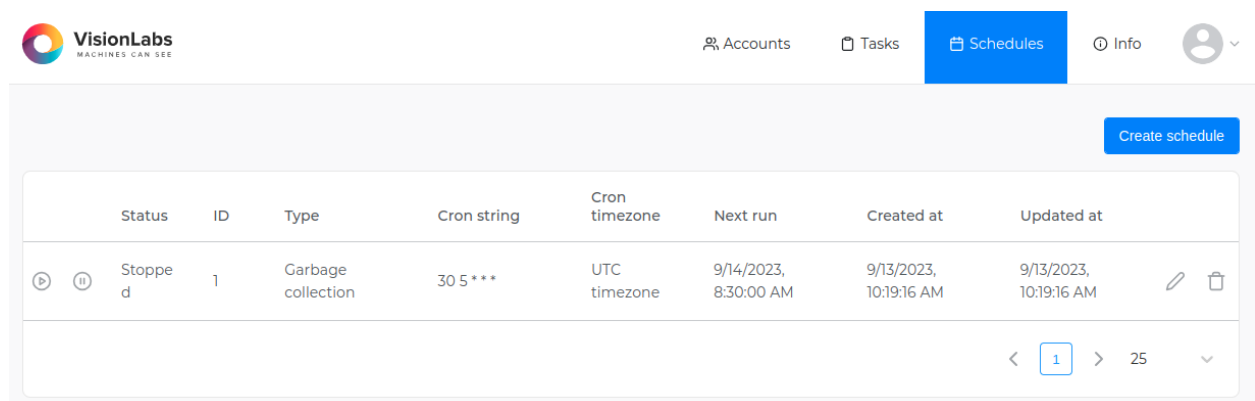 VisionLabs
MACHINES CAN SEE
Accounts
Tasks
Schedules
Info
Create schedule
Status
ID
Type
Cron string
Cron
timezone
Next run
Created at
Updated at
Stoppe
d
1
Garbage
collection
30 5 * * *
UTC
timezone
9/14/2023,
8:30:00 AM
9/13/2023,
10:19:16 AM
9/13/2023,
10:19:16 AM
1
25